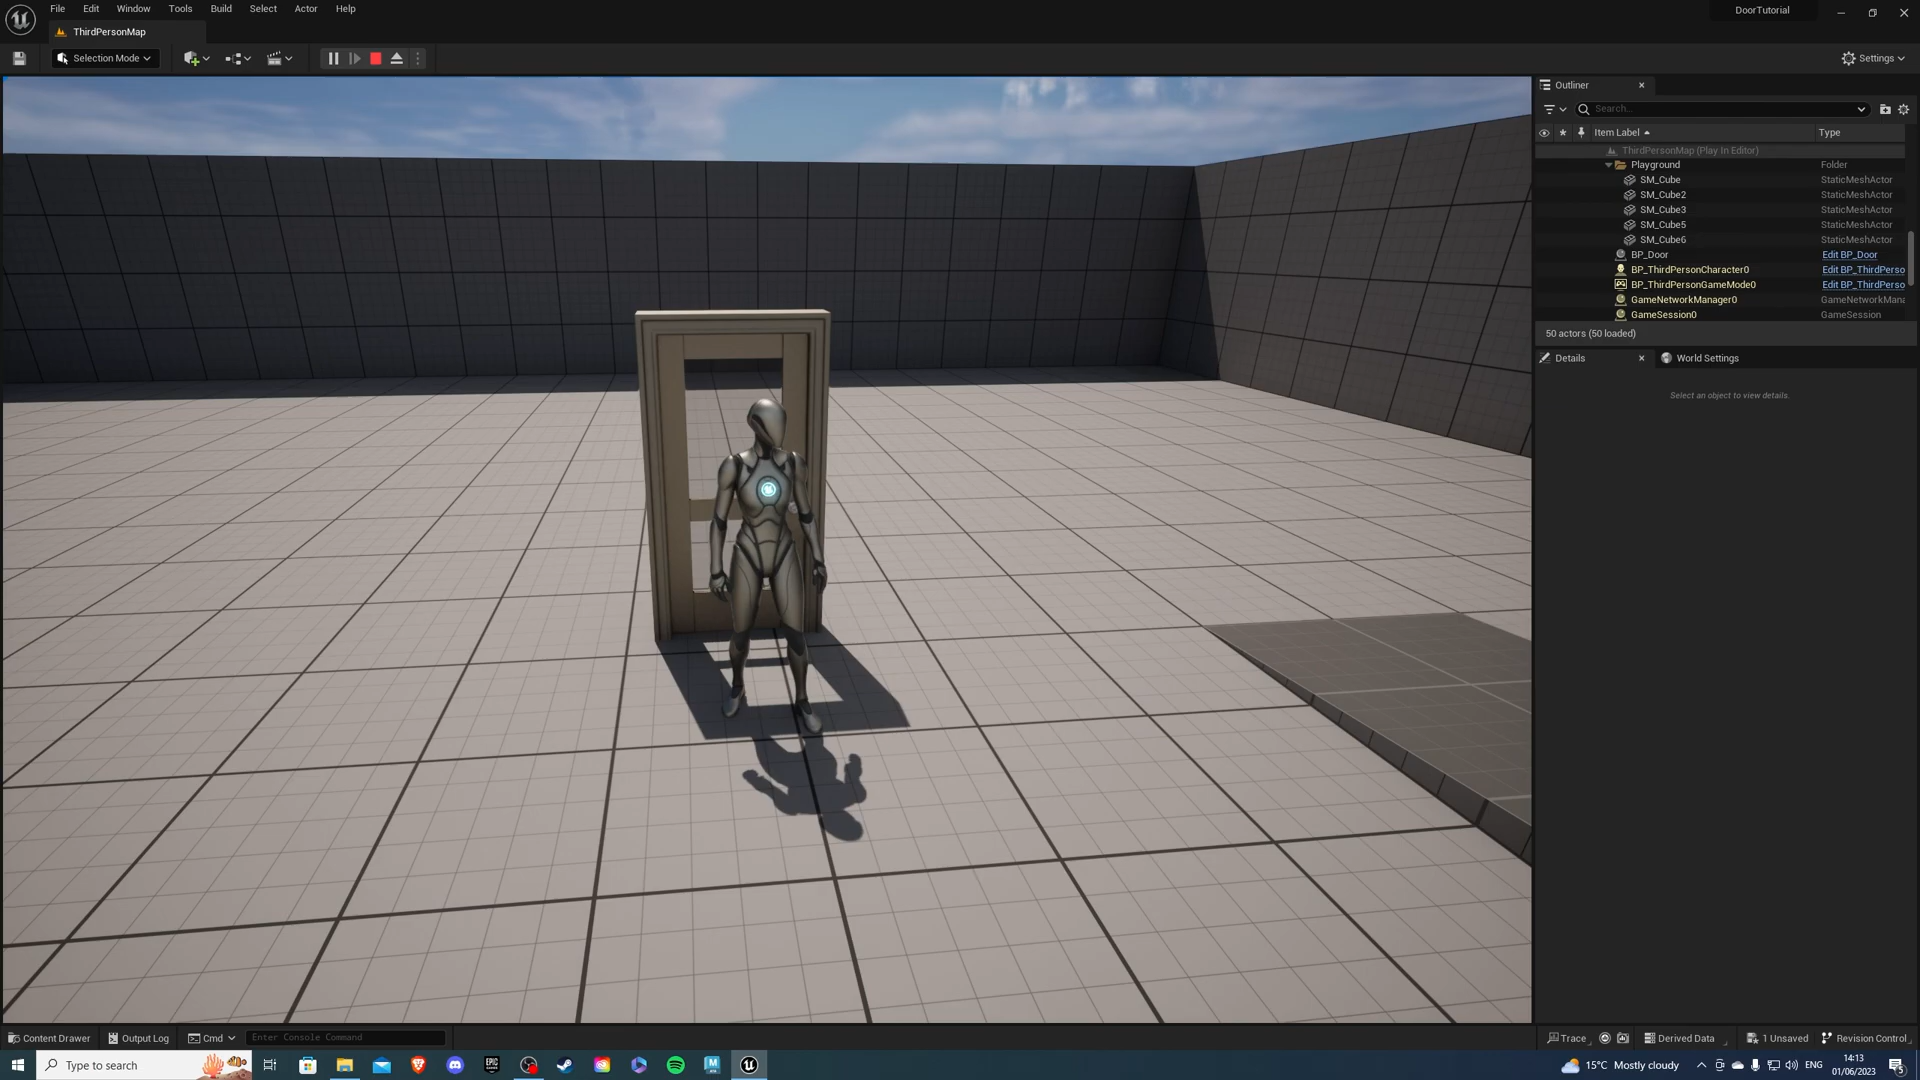 File Edit Window Tools Build Select Actor Help
DoorTutorial
ThirdPersonMap
Selection Mode
Settings
Outliner
Search...
Item Label Type
ThirdPersonMap (Play In Editor)
Playground Folder
SM_Cube StaticMeshActor
SM_Cube2 StaticMeshActor
SM_Cube3 StaticMeshActor
SM_Cube5 StaticMeshActor
SM_Cube6 StaticMeshActor
BP_Door Edit BP_Door
BP_ThirdPersonCharacter0 Edit BP_ThirdPerso
BP_ThirdPersonGameMode0 Edit BP_ThirdPerso
GameNetworkManager0 GameNetworkMana
GameSession0 GameSession
50 actors (50 loaded)
Details World Settings
Select an object to view details.
Content Drawer Output Log Cmd Enter Console Command
Trace Derived Data 1 Unsaved Revision Control
Type to search
EPIC
M
15°C Mostly cloudy ENG
14:13
01/06/2023
5